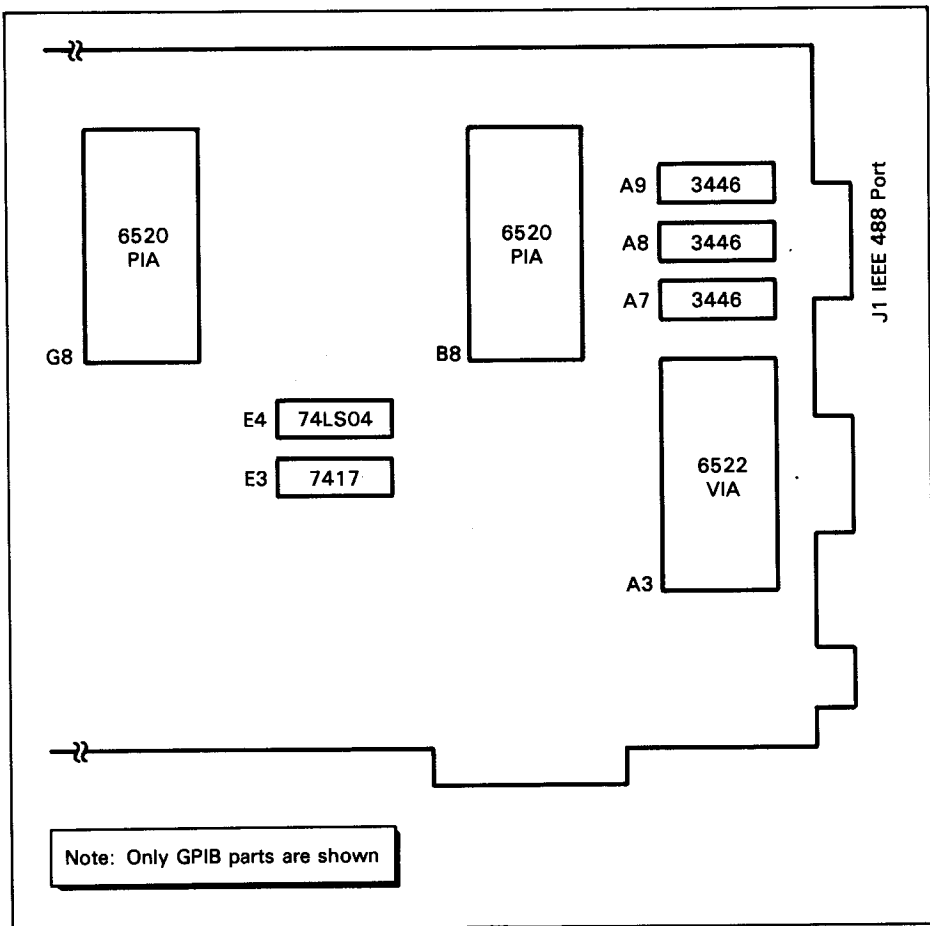 6520
PIA
G8
6520
PIA
B8
A9
3446
A8
3446
A7
3446
J1 IEEE 488 Port
E4
74LS04
E3
7417
6522
VIA
A3
Note: Only GPIB parts are shown